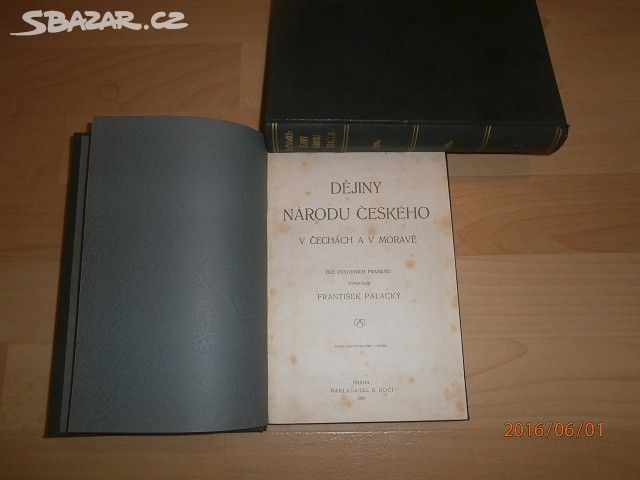 SBAZAR.CZ
DĚJINY
NÁRODU ČESKÉHO
V ČECHÁCH A V MORAVĚ
DLE PŮVODNÍCH PRAMENŮ
VYPRAVUJE
FRANTIŠEK PALACKÝ
PRAHA
NAKLADATEL B. KOČÍ
2016/06/01